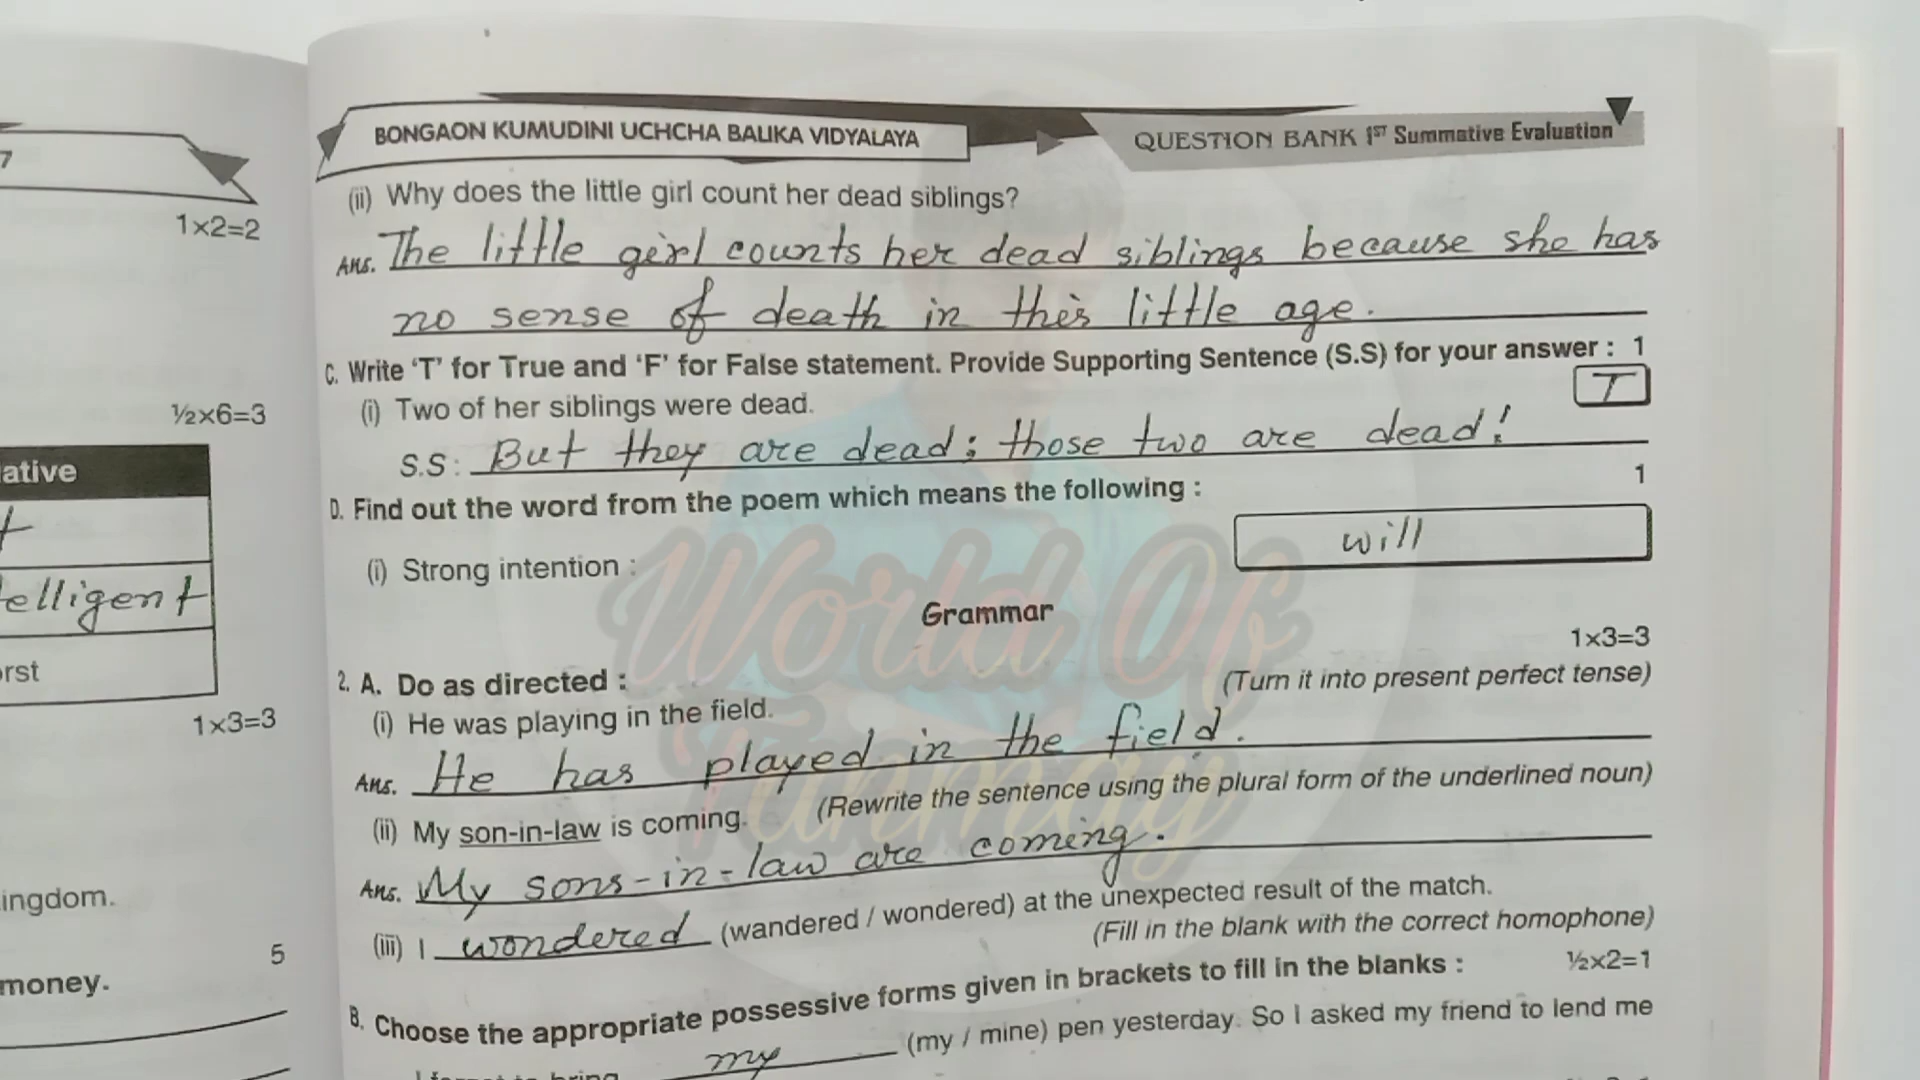 7
1×2=2
½×6=3
ative
t
elligent
rst
1×3=3
ingdom.
5
money.
BONGAON KUMUDINI UCHCHA BALIKA VIDYALAYA
QUESTION BANK 1ST Summative Evaluation
(ii) Why does the little girl count her dead siblings?
Ans. The little girl counts her dead siblings because she has
no sense of death in this little age.
C. Write 'T' for True and 'F' for False statement. Provide Supporting Sentence (S.S) for your answer : 1
(i) Two of her siblings were dead. T
S.S : But they are dead; those two are dead!
D. Find out the word from the poem which means the following : 1
(i) Strong intention : will
Grammar
1×3=3
2. A. Do as directed :
(i) He was playing in the field. (Turn it into present perfect tense)
Ans. He has played in the field.
(ii) My son-in-law is coming. (Rewrite the sentence using the plural form of the underlined noun)
Ans. My sons-in-law are coming.
(iii) I wondered (wandered / wondered) at the unexpected result of the match.
(Fill in the blank with the correct homophone)
B. Choose the appropriate possessive forms given in brackets to fill in the blanks : ½×2=1
my (my / mine) pen yesterday. So I asked my friend to lend me
World Of
Tanmay